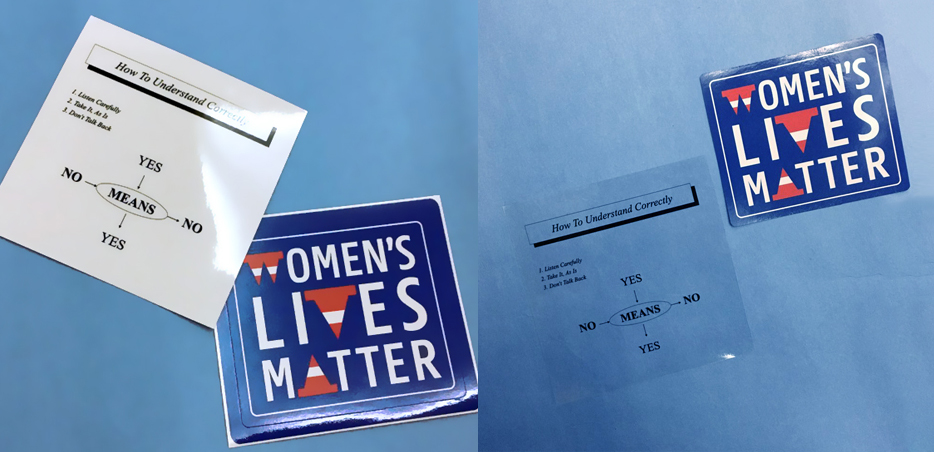 How To Understand Correctly
1. Listen Carefully
2. Take It, As Is
3. Don't Talk Back
YES
NO MEANS NO
YES
WOMEN'S
LIVES
MATTER
How To Understand Correctly
1. Listen Carefully
2. Take It, As Is
3. Don't Talk Back
YES
NO MEANS NO
YES
WOMEN'S
LIVES
MATTER